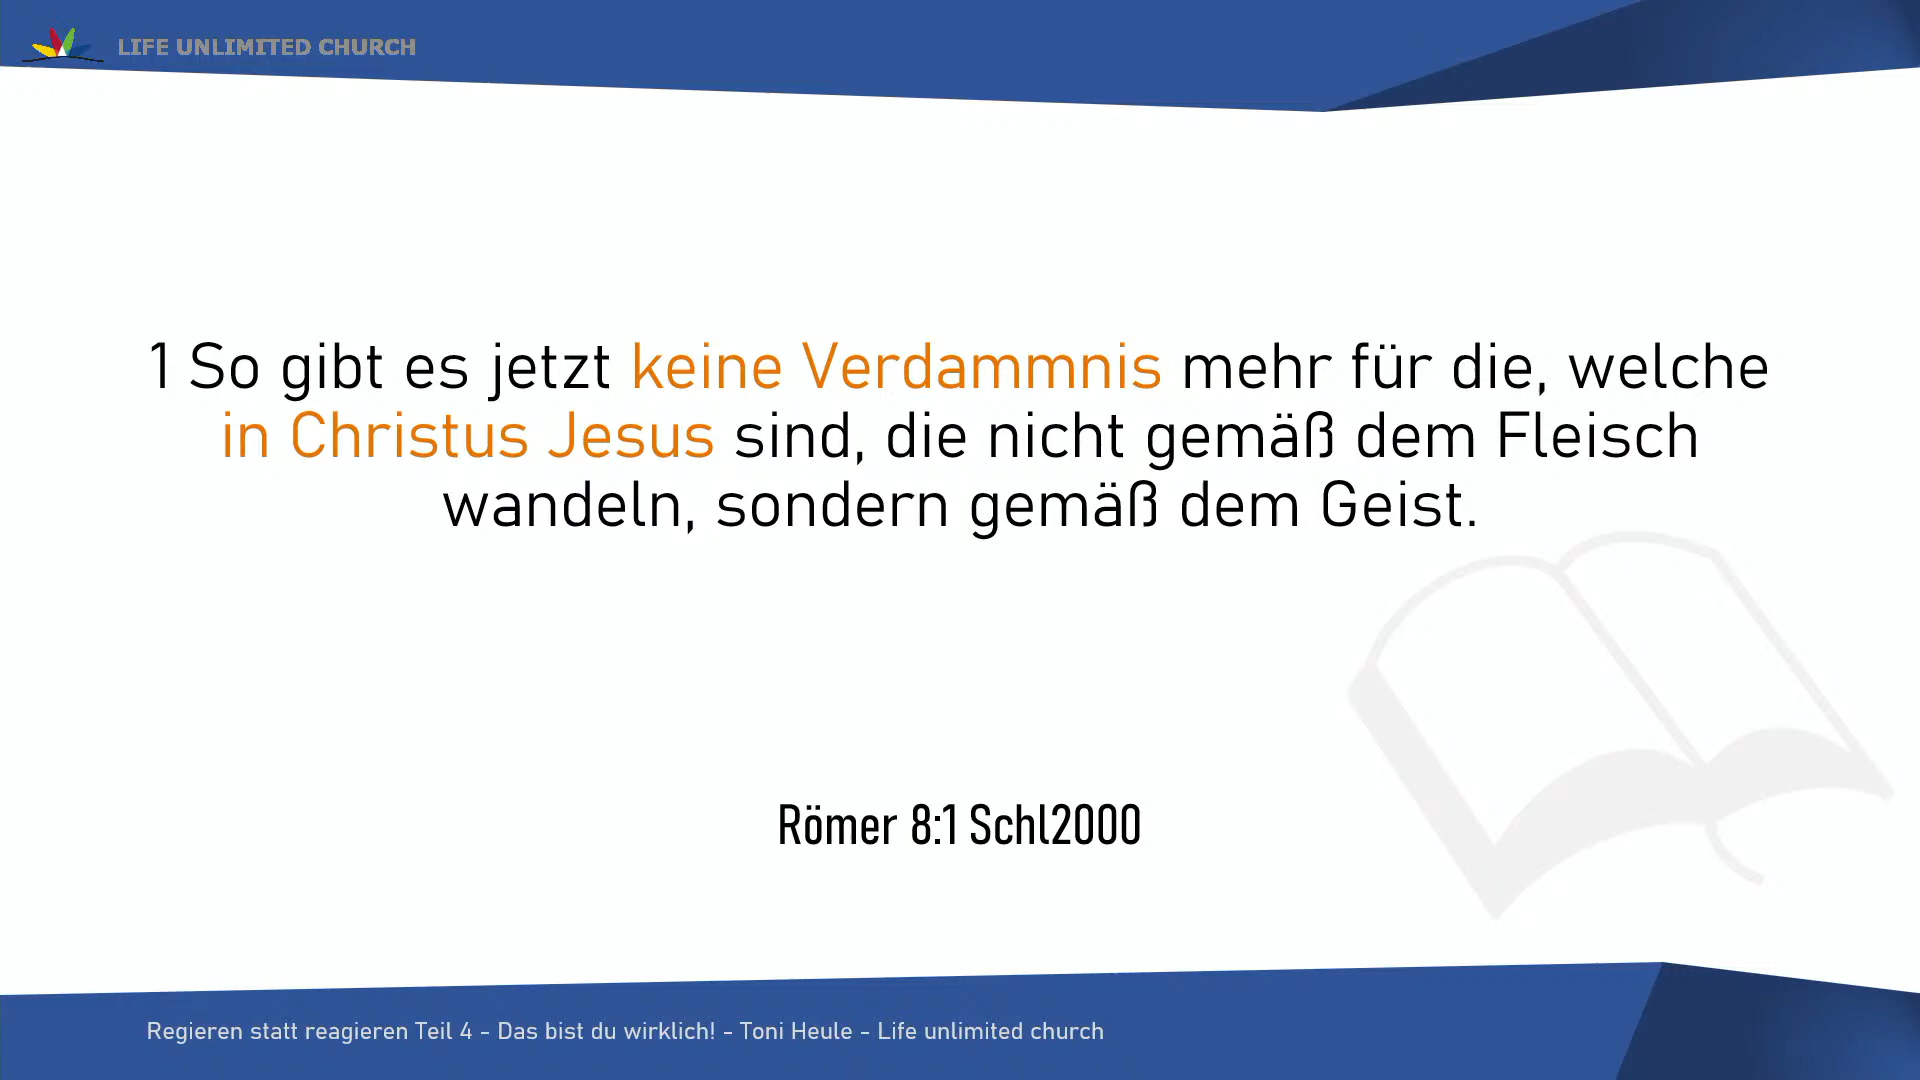 LIFE UNLIMITED CHURCH
1 So gibt es jetzt keine Verdammnis mehr für die, welche
in Christus Jesus sind, die nicht gemäß dem Fleisch
wandeln, sondern gemäß dem Geist.
Römer 8:1 Schl2000
Regieren statt reagieren Teil 4 - Das bist du wirklich! - Toni Heule - Life unlimited church